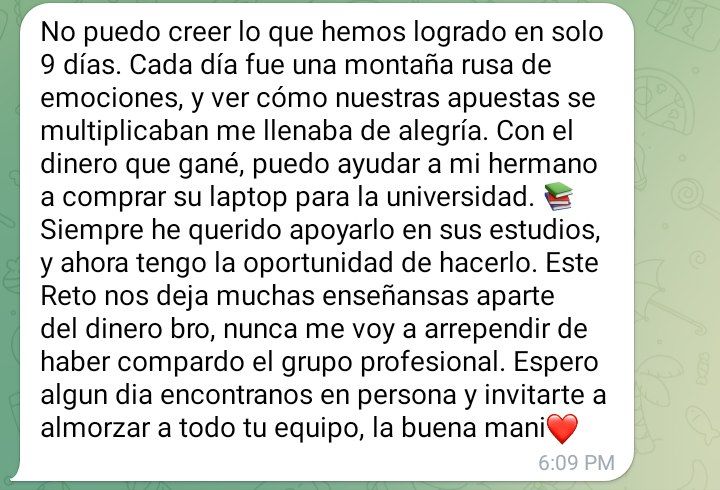 No puedo creer lo que hemos logrado en solo
9 días. Cada día fue una montaña rusa de
emociones, y ver cómo nuestras apuestas se
multiplicaban me llenaba de alegría. Con el
dinero que gané, puedo ayudar a mi hermano
a comprar su laptop para la universidad. 📚
Siempre he querido apoyarlo en sus estudios,
y ahora tengo la oportunidad de hacerlo. Este
Reto nos deja muchas enseñansas aparte
del dinero bro, nunca me voy a arrependir de
haber compardo el grupo profesional. Espero
algun dia encontranos en persona y invitarte a
almorzar a todo tu equipo, la buena mani❤️
6:09 PM